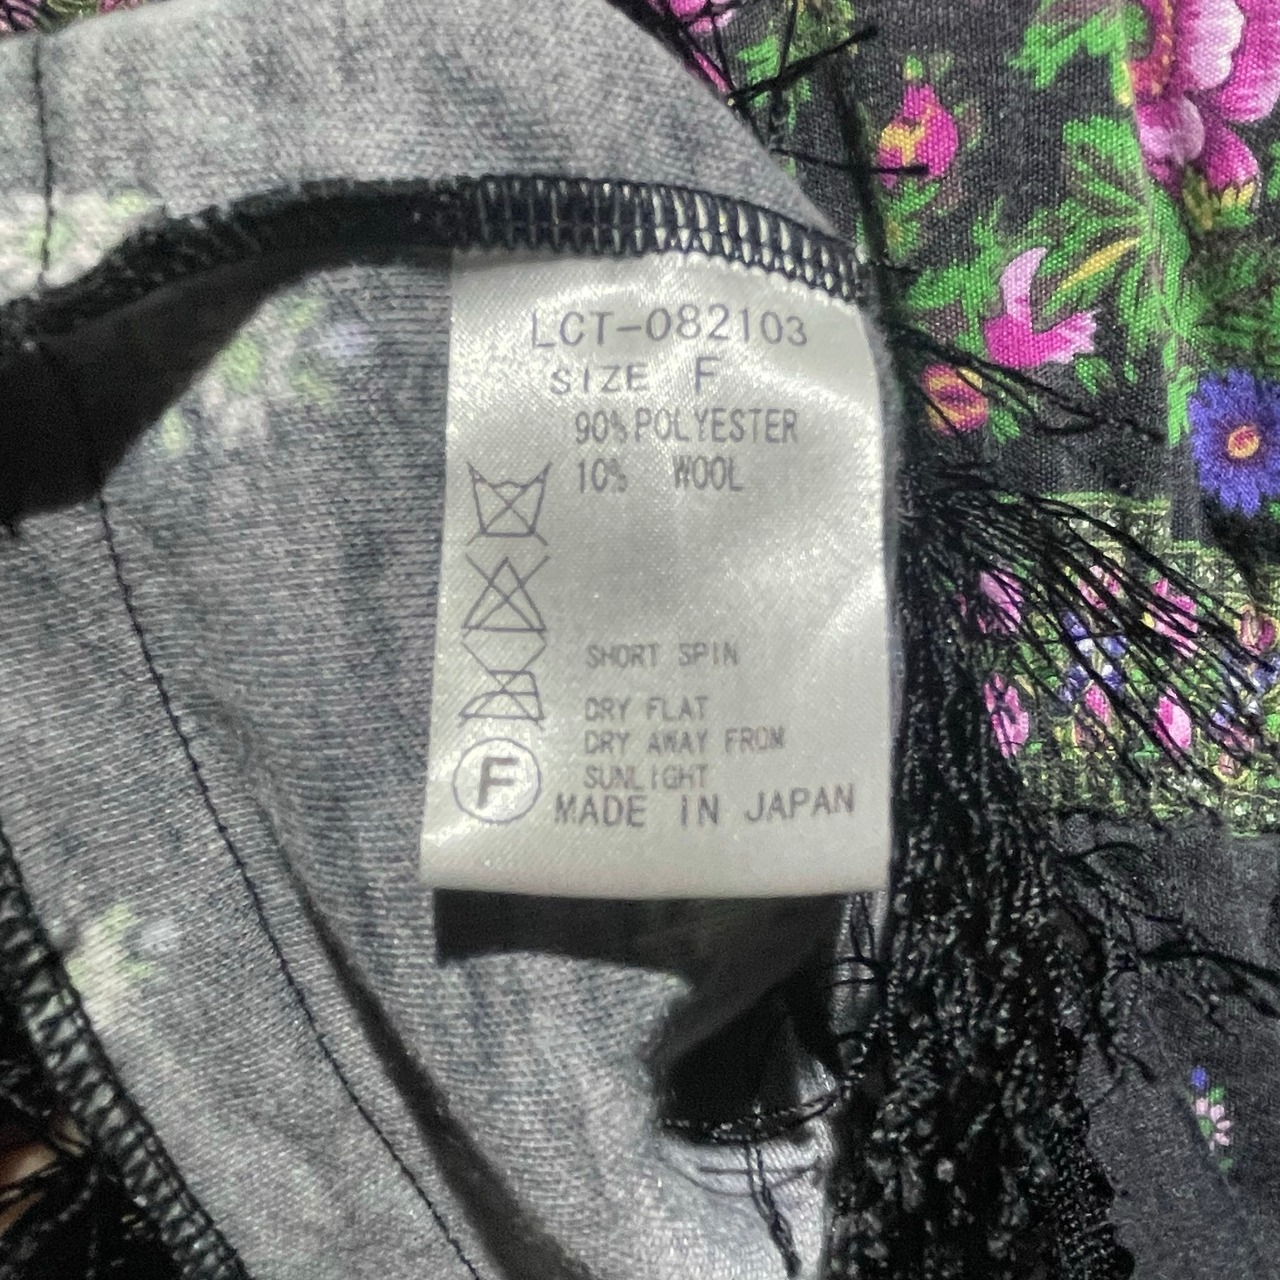 LCT-082103
SIZE F
90% POLYESTER
10% WOOL
SHORT SPIN
DRY FLAT
DRY AWAY FROM
SUNLIGHT
F
MADE IN JAPAN